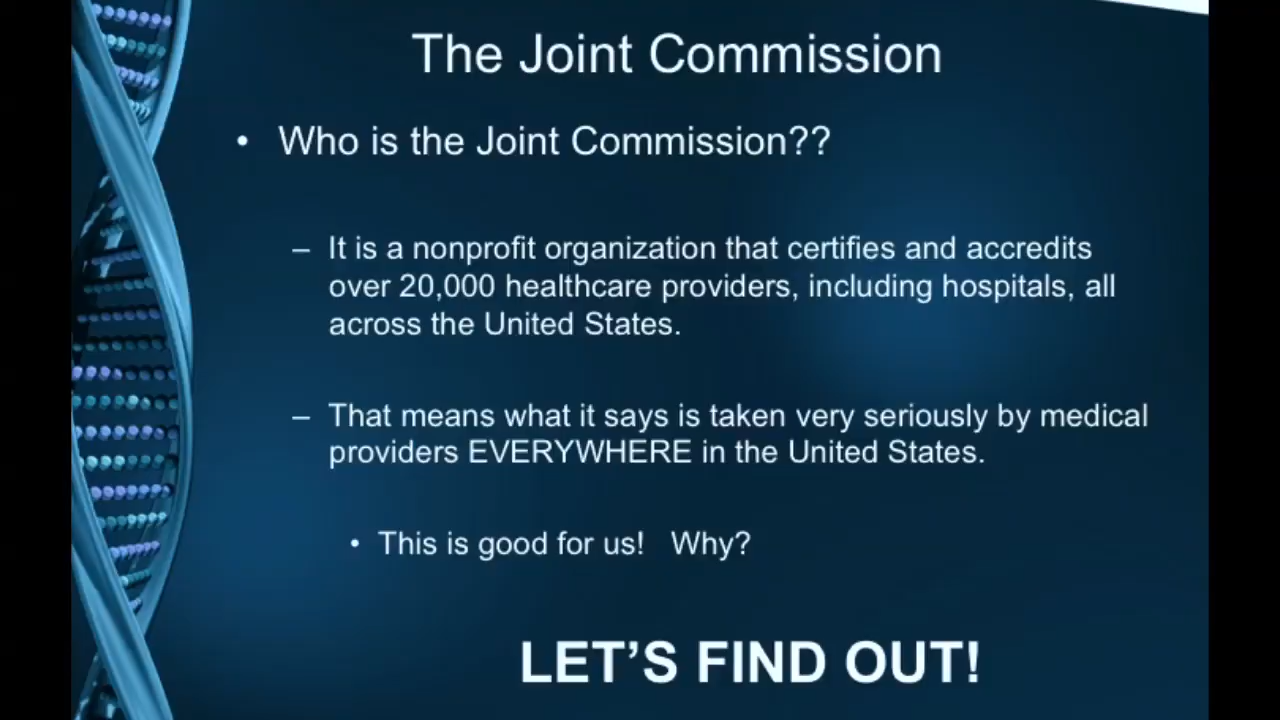 The Joint Commission
• Who is the Joint Commission??
– It is a nonprofit organization that certifies and accredits
over 20,000 healthcare providers, including hospitals, all
across the United States.
– That means what it says is taken very seriously by medical
providers EVERYWHERE in the United States.
• This is good for us!   Why?
LET’S FIND OUT!